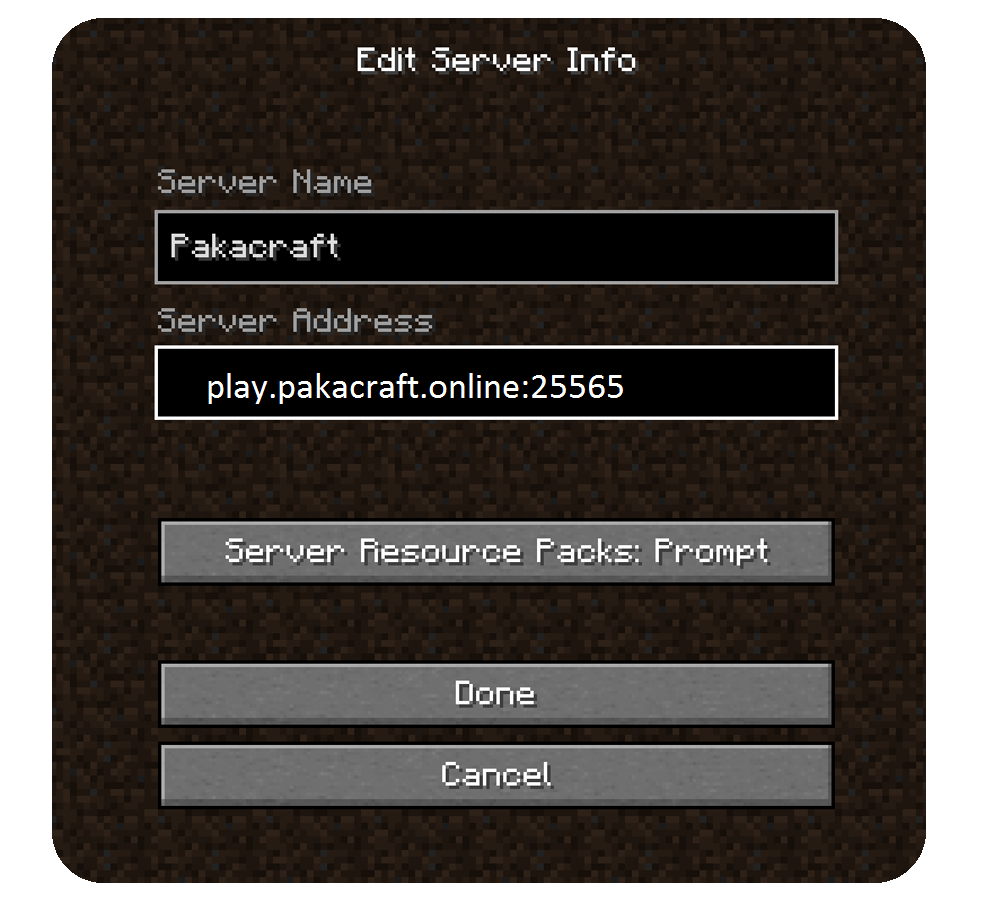 Edit Server Info
Server Name
Pakacraft
Server Address
play.pakacraft.online:25565
Server Resource Packs: Prompt
Done
Cancel